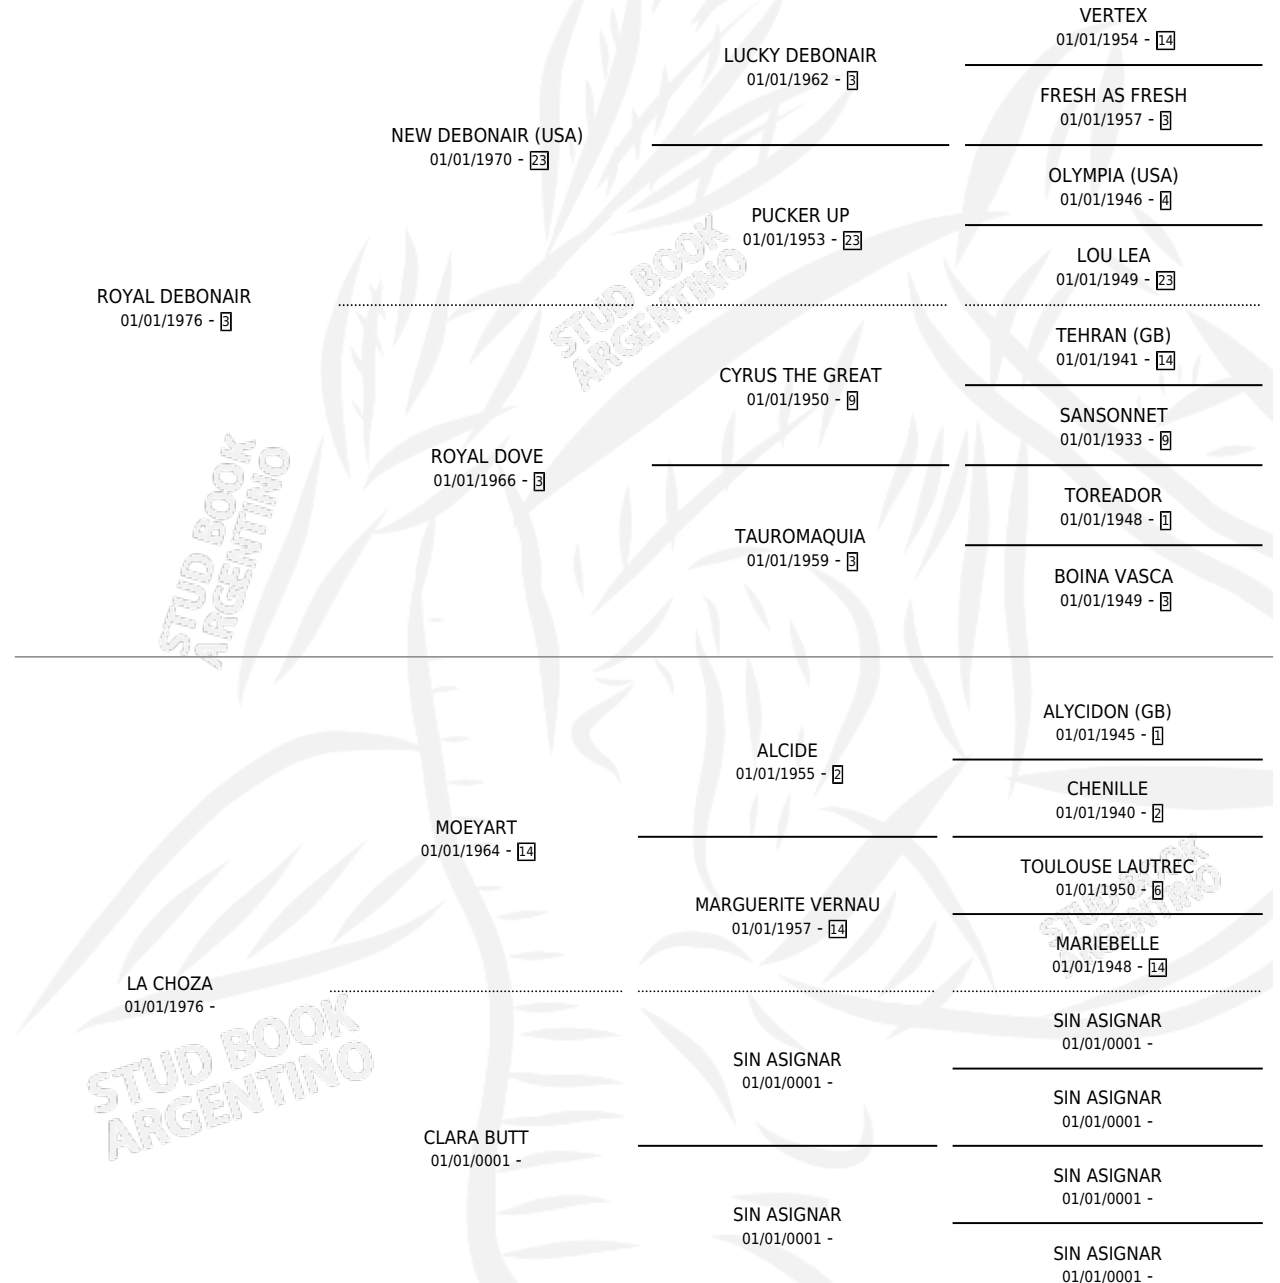 VERTEX
01/01/1954 - 14
LUCKY DEBONAIR
01/01/1962 - 3
FRESH AS FRESH
01/01/1957 - 3
NEW DEBONAIR (USA)
01/01/1970 - 23
OLYMPIA (USA)
01/01/1946 - 4
PUCKER UP
01/01/1953 - 23
LOU LEA
01/01/1949 - 23
ROYAL DEBONAIR
01/01/1976 - 3
TEHRAN (GB)
01/01/1941 - 14
CYRUS THE GREAT
01/01/1950 - 9
SANSONNET
01/01/1933 - 9
ROYAL DOVE
01/01/1966 - 3
TOREADOR
01/01/1948 - 1
TAUROMAQUIA
01/01/1959 - 3
BOINA VASCA
01/01/1949 - 3
ALYCIDON (GB)
01/01/1945 - 1
ALCIDE
01/01/1955 - 2
CHENILLE
01/01/1940 - 2
MOEYART
01/01/1964 - 14
TOULOUSE LAUTREC
01/01/1950 - 6
MARGUERITE VERNAU
01/01/1957 - 14
MARIEBELLE
01/01/1948 - 14
LA CHOZA
01/01/1976 -
SIN ASIGNAR
01/01/0001 -
SIN ASIGNAR
01/01/0001 -
SIN ASIGNAR
01/01/0001 -
CLARA BUTT
01/01/0001 -
SIN ASIGNAR
01/01/0001 -
SIN ASIGNAR
01/01/0001 -
SIN ASIGNAR
01/01/0001 -
STUD BOOK
ARGENTINO
STUD BOOK
ARGENTINO
STUD BOOK
ARGENTINO
STUD BOOK
ARGENTINO